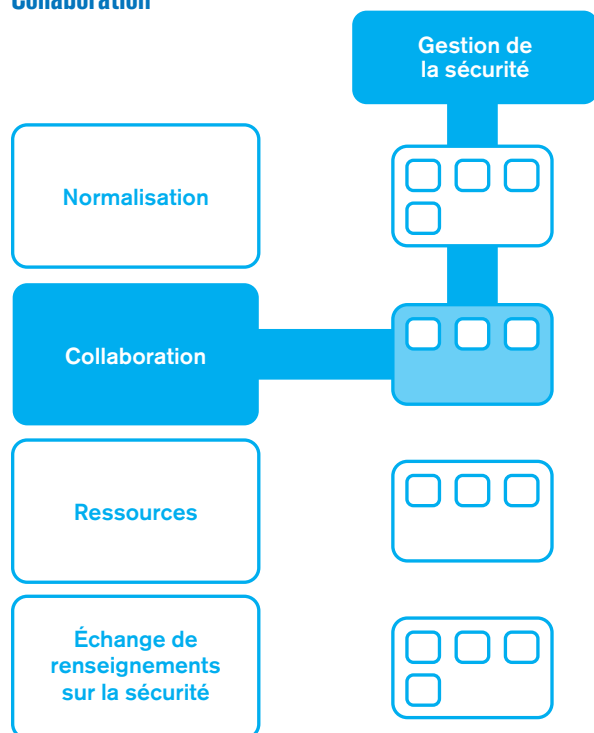 Collaboration
Gestion de
la sécurité
Normalisation
Collaboration
Ressources
Échange de
renseignements
sur la sécurité